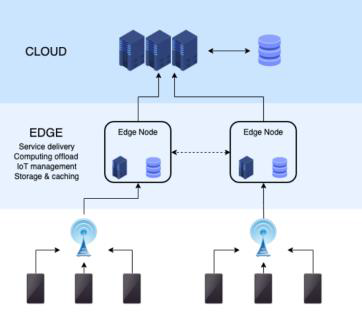 CLOUD
EDGE
Service delivery
Computing offload
IoT management
Storage & caching
Edge Node
Edge Node